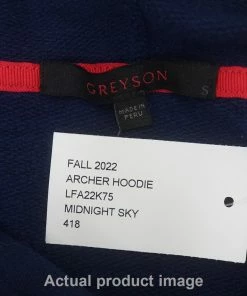 GREYSON
S
MADE IN
PERU
FALL 2022
ARCHER HOODIE
LFA22K75
MIDNIGHT SKY
418
Actual product image